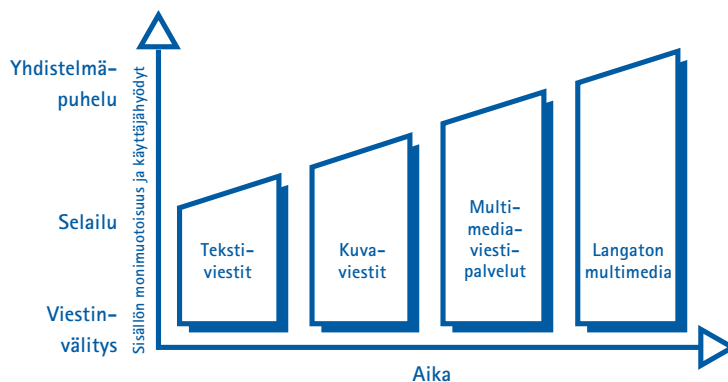 Yhdistelmä-
puhelu
Selailu
Viestin-
välitys
Sisällön monimuotoisuus ja käyttäjähyödyt
Teksti-
viestit
Kuva-
viestit
Multi-
media-
viesti-
palvelut
Langaton
multimedia
Aika